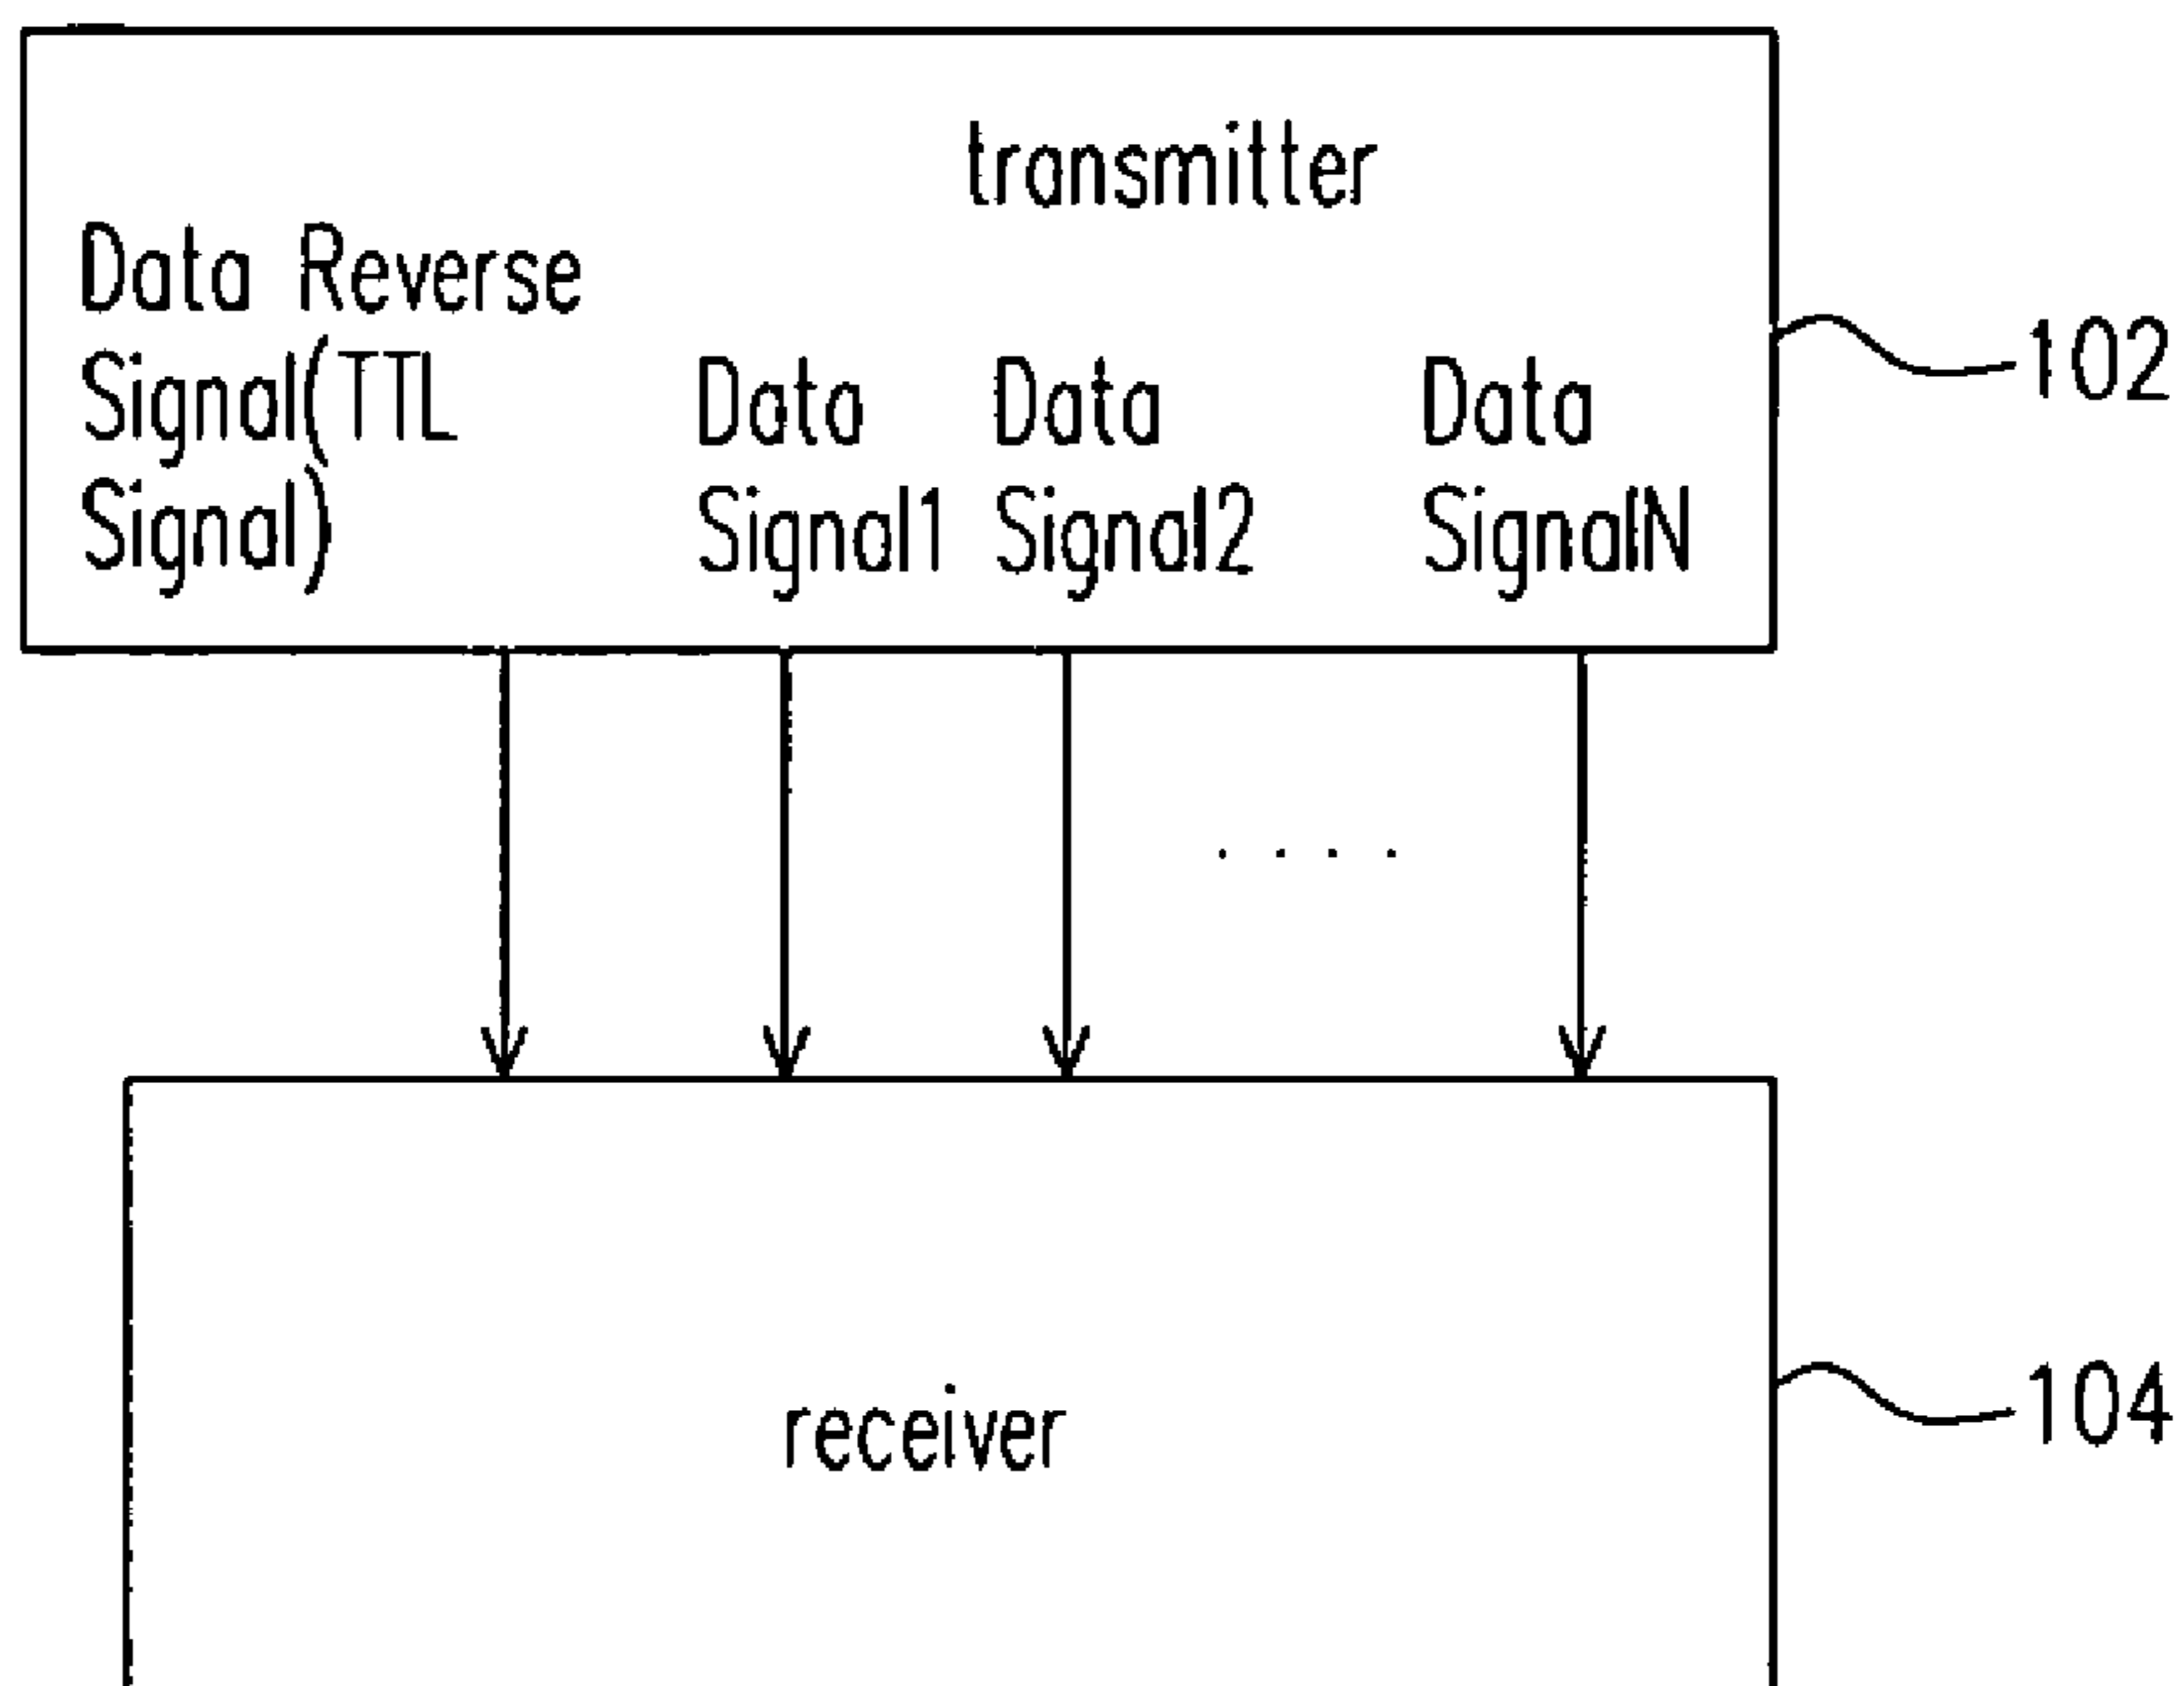 transmitter
Data Reverse
Signal(TTL
Signal)
Data
Signal1
Data
Signal2
Data
SignalN
102
. . . .
receiver
104